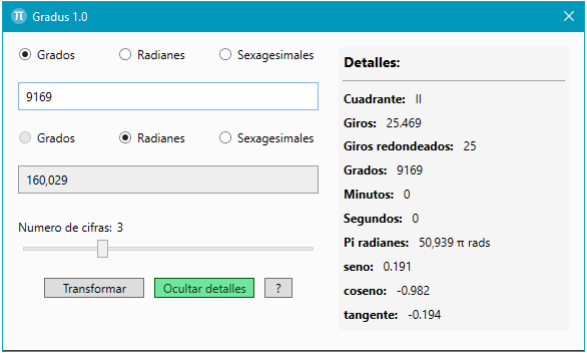 π Gradus 1.0
Grados Radianes Sexagesimales
9169
Grados Radianes Sexagesimales
160,029
Numero de cifras: 3
Transformar Ocultar detalles ?
Detalles:
Cuadrante: II
Giros: 25.469
Giros redondeados: 25
Grados: 9169
Minutos: 0
Segundos: 0
Pi radianes: 50,939 π rads
seno: 0.191
coseno: -0.982
tangente: -0.194